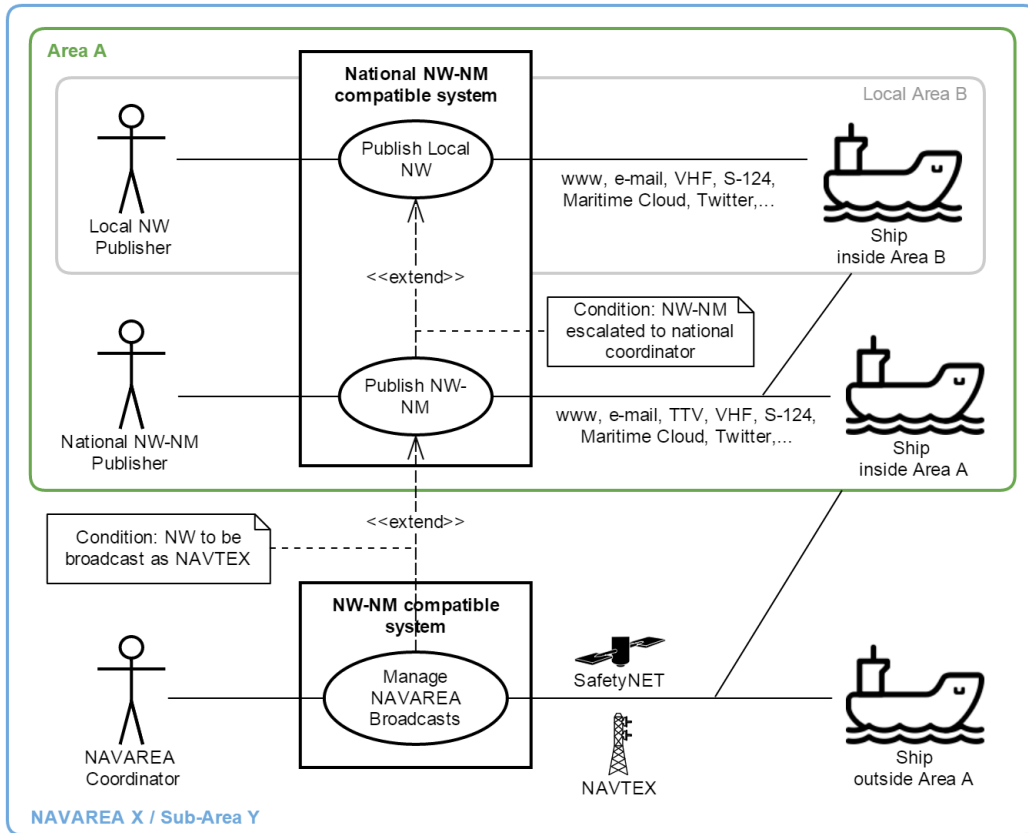 Area A
National NW-NM
compatible system
Local Area B
Publish Local
NW
www, e-mail, VHF, S-124,
Maritime Cloud, Twitter,...
Local NW
Publisher
Ship
inside Area B
<<extend>>
Condition: NW-NM
escalated to national
coordinator
Publish NW-
NM
www, e-mail, TTV, VHF, S-124,
Maritime Cloud, Twitter,...
National NW-NM
Publisher
Ship
inside Area A
<<extend>>
Condition: NW to be
broadcast as NAVTEX
NW-NM compatible
system
Manage
NAVAREA
Broadcasts
SafetyNET
NAVTEX
NAVAREA
Coordinator
Ship
outside Area A
NAVAREA X / Sub-Area Y